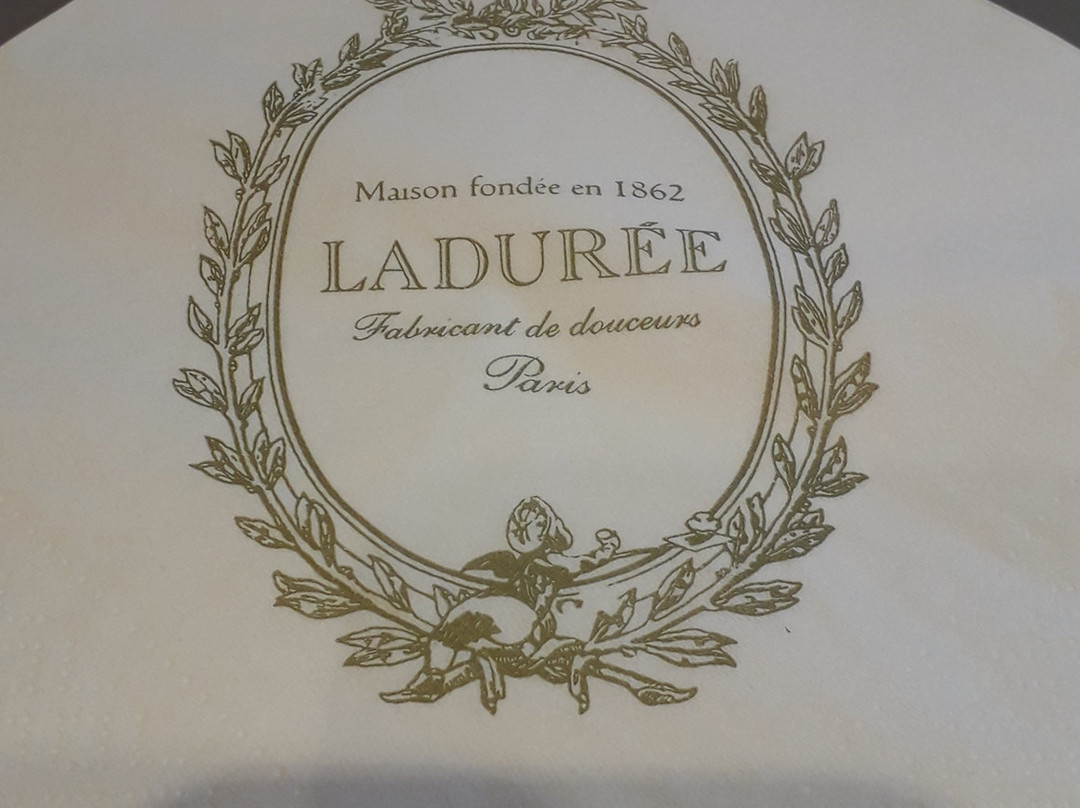 Maison fondée en 1862
LADURÉE
Fabricant de douceurs
Paris